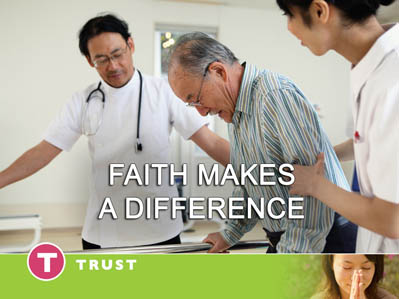 FAITH MAKES
A DIFFERENCE
T TRUST